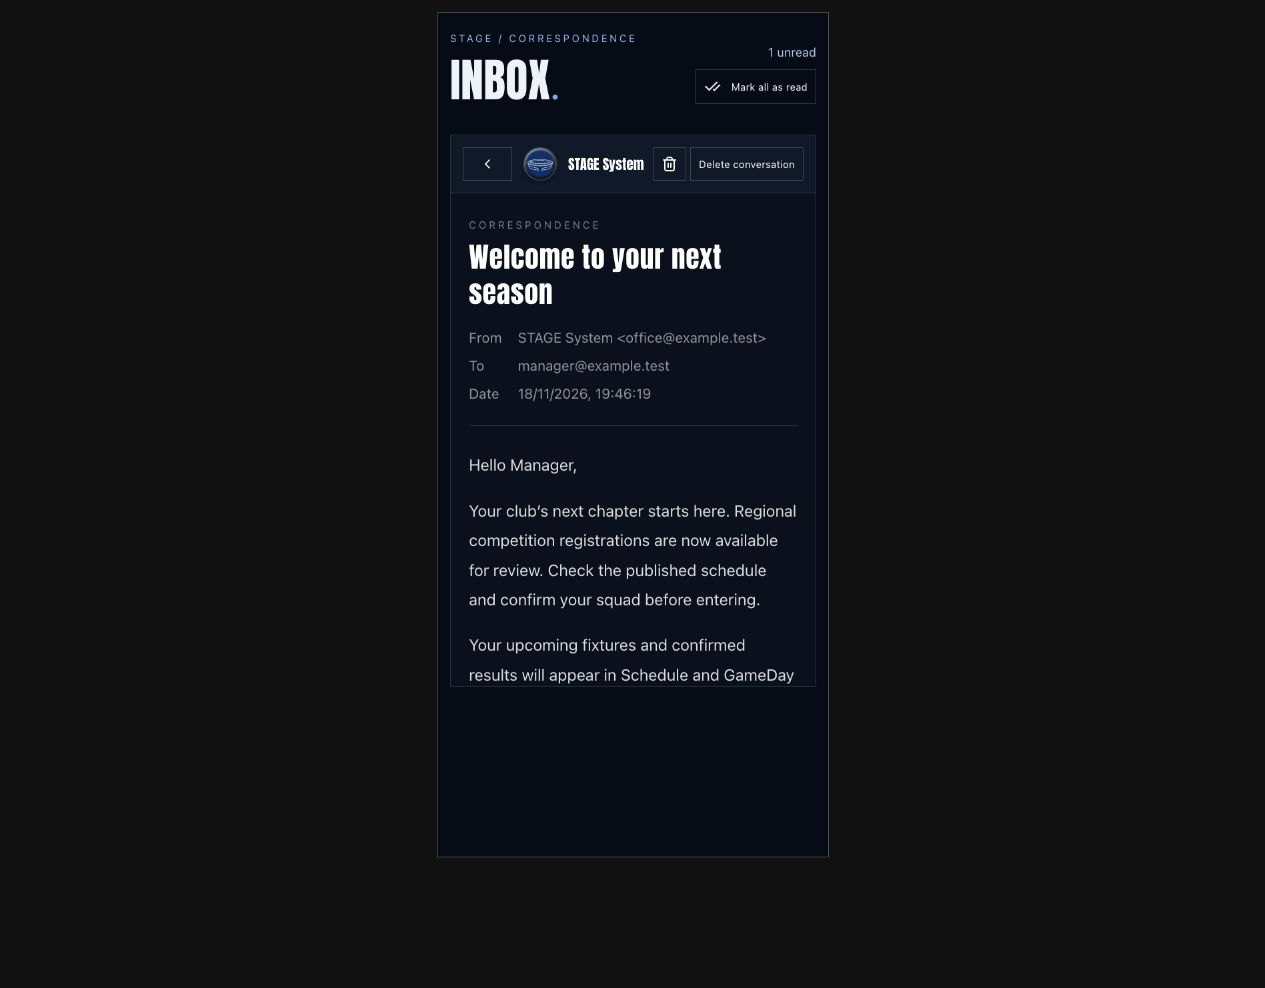 STAGE / CORRESPONDENCE
INBOX.
1 unread
Mark all as read
STAGE System
Delete conversation
CORRESPONDENCE
Welcome to your next
season
From STAGE System <office@example.test>
To manager@example.test
Date 18/11/2026, 19:46:19
Hello Manager,
Your club’s next chapter starts here. Regional
competition registrations are now available
for review. Check the published schedule
and confirm your squad before entering.
Your upcoming fixtures and confirmed
results will appear in Schedule and GameDay